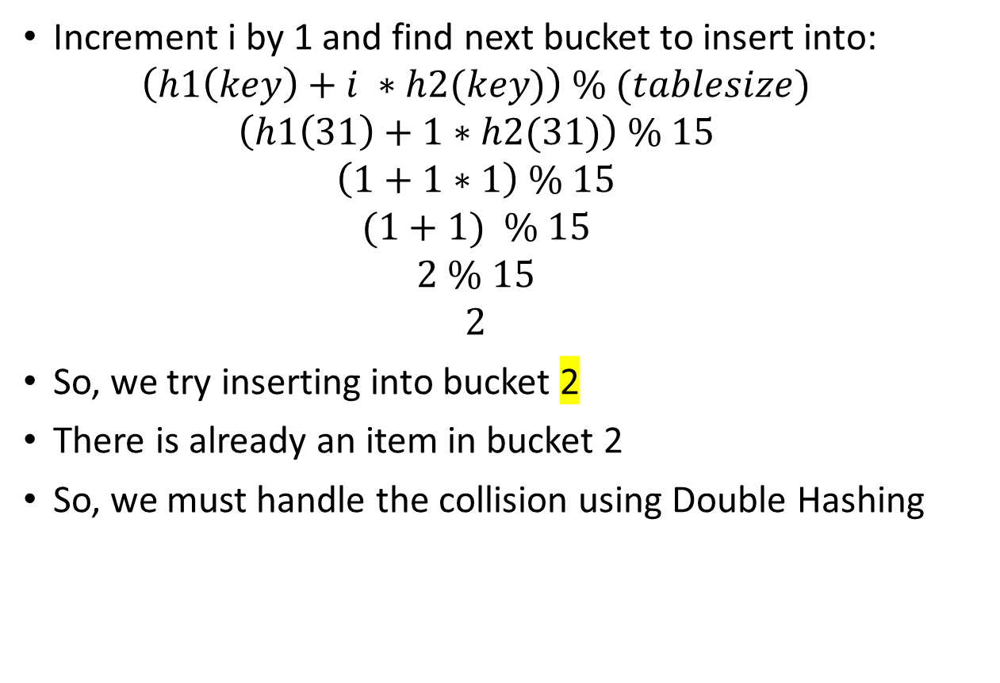 • Increment i by 1 and find next bucket to insert into:
(h1(key) + i ∗ h2(key)) % (tablesize)
(h1(31) + 1 ∗ h2(31)) % 15
(1 + 1 ∗ 1) % 15
(1 + 1) % 15
2 % 15
2
• So, we try inserting into bucket 2
• There is already an item in bucket 2
• So, we must handle the collision using Double Hashing